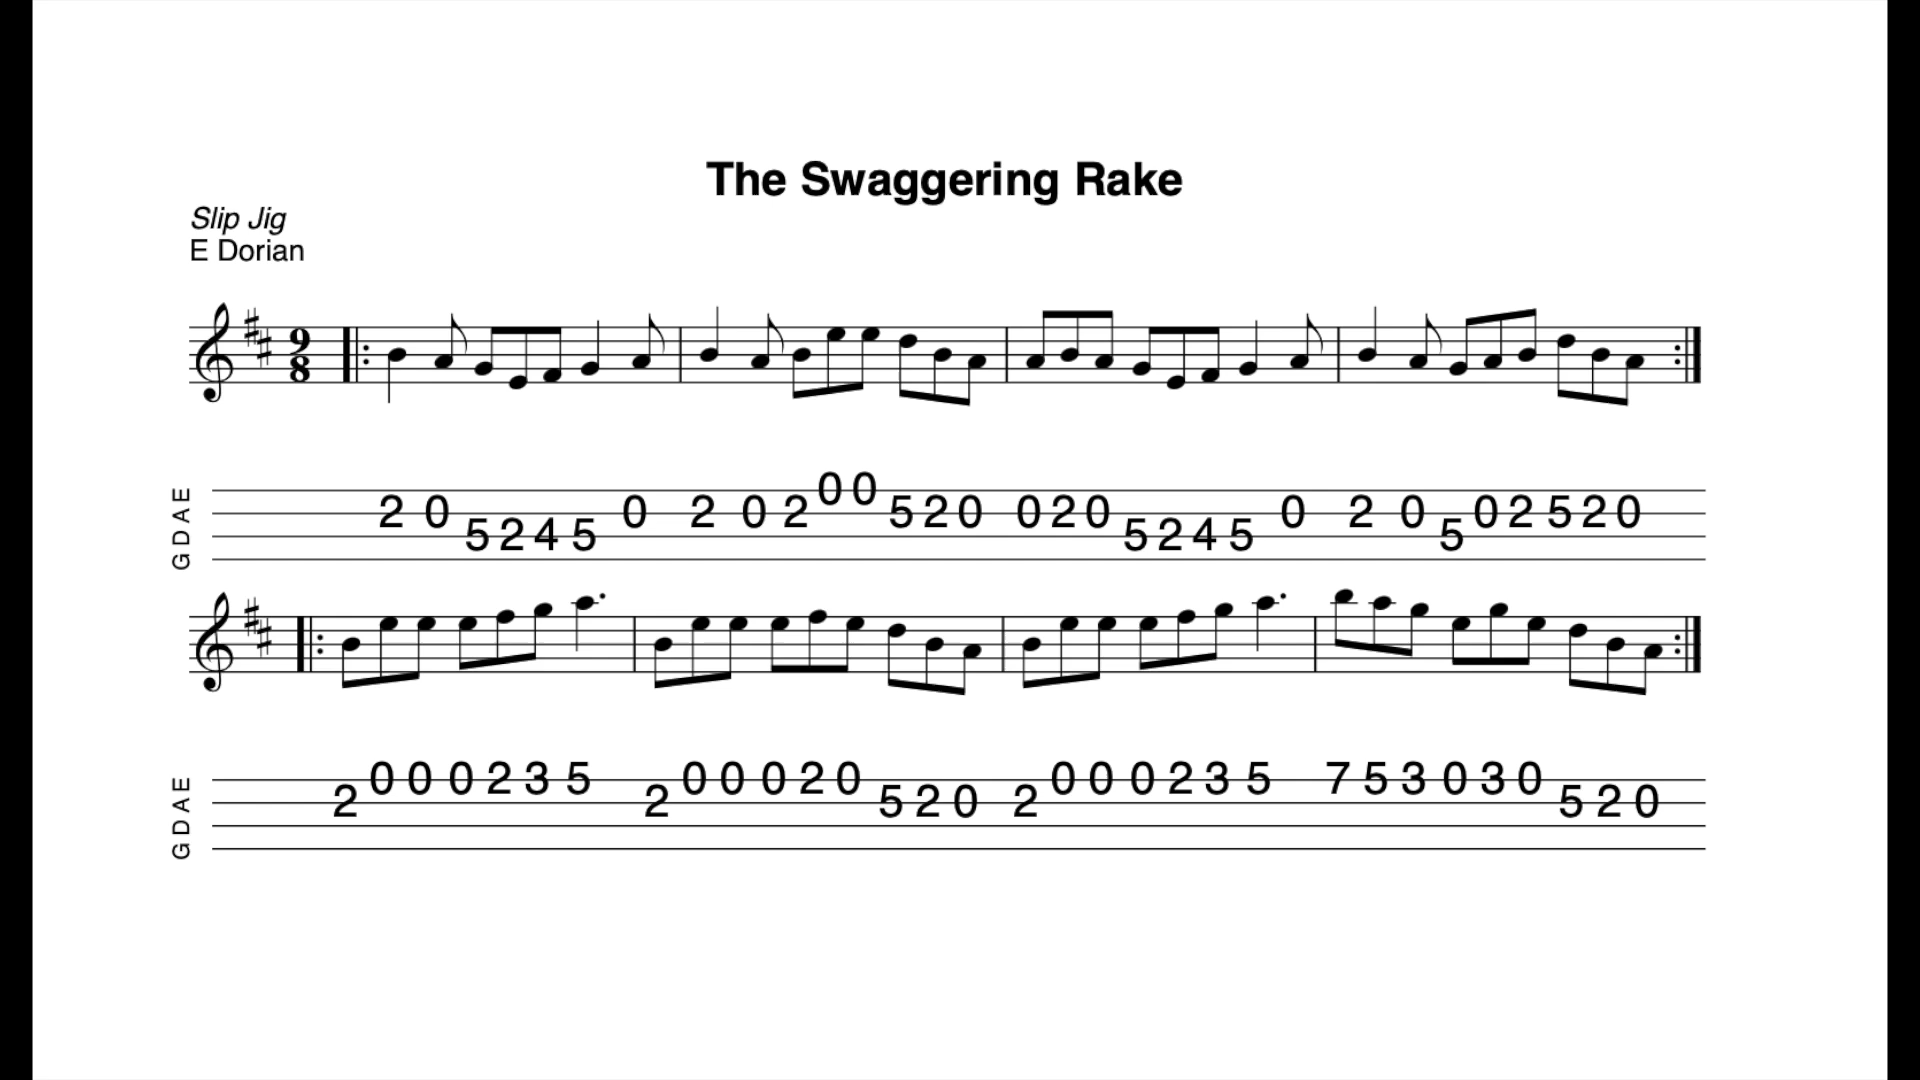 The Swaggering Rake
Slip Jig
E Dorian
9
8
G D A E
2 0 5 2 4 5 0 2 0 2 0 0 5 2 0 0 2 0 5 2 4 5 0 2 0 5 0 2 5 2 0
G D A E
2 0 0 0 2 3 5 2 0 0 0 2 0 5 2 0 2 0 0 0 2 3 5 7 5 3 0 3 0 5 2 0